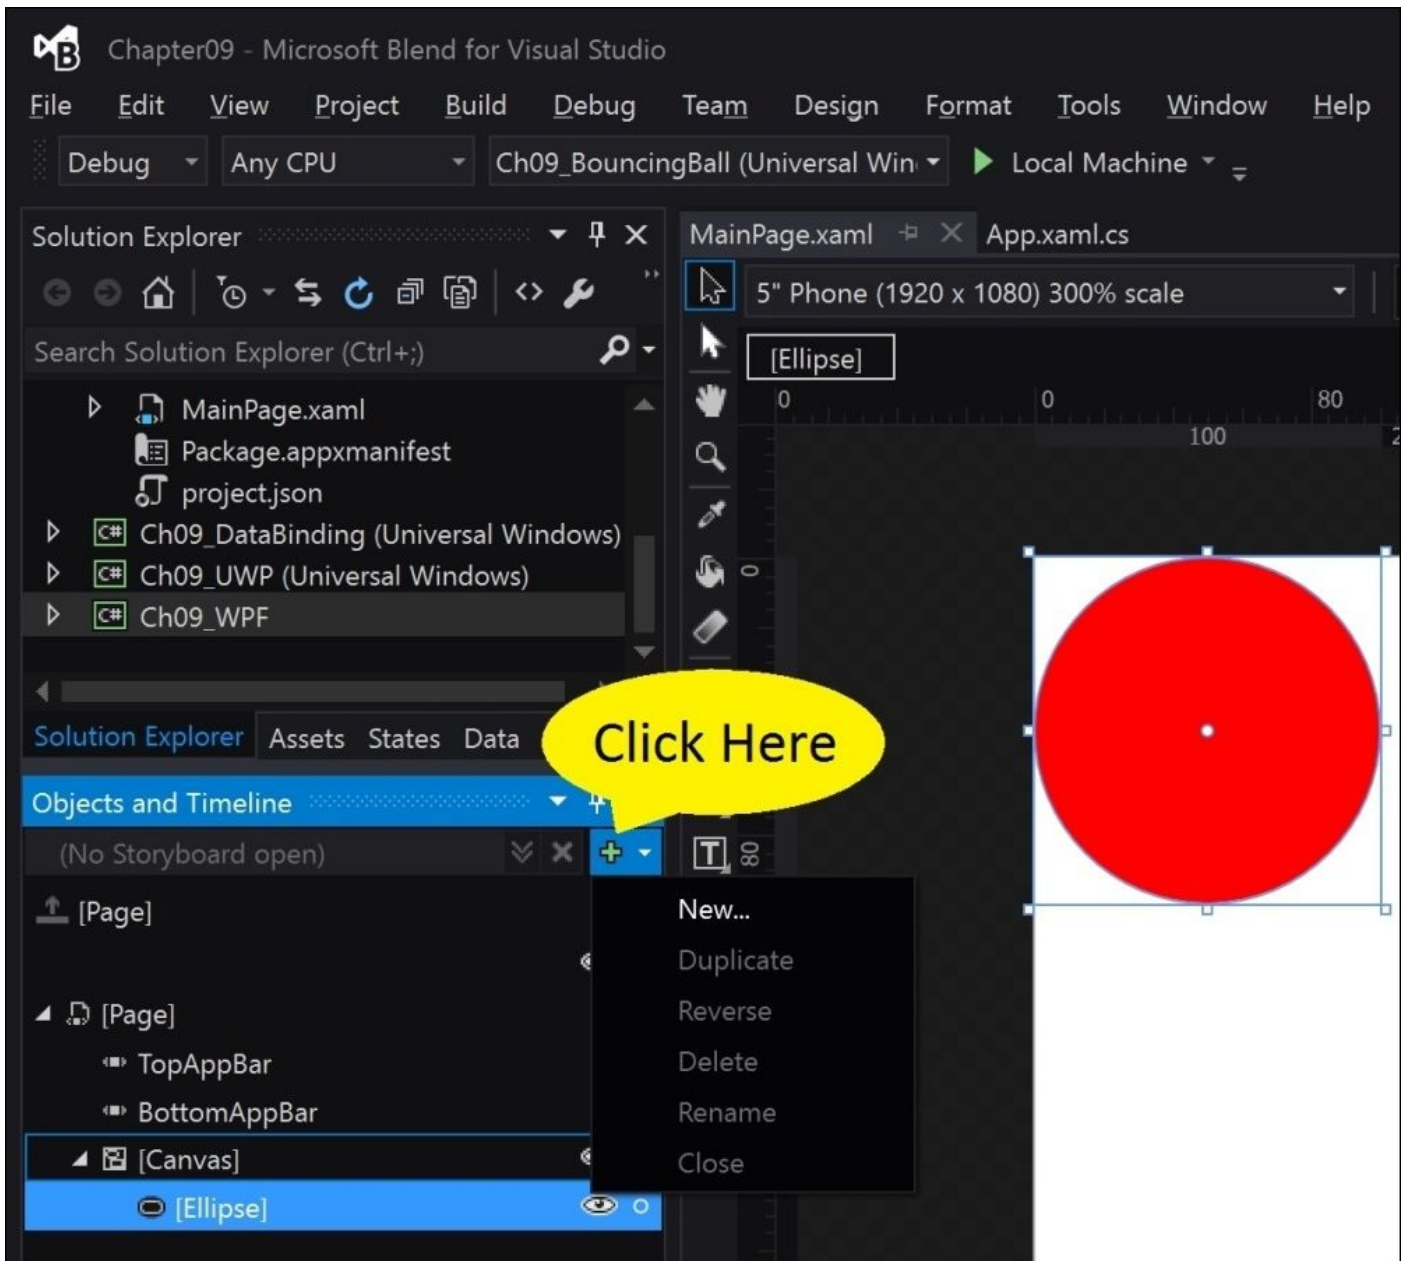 Chapter09 - Microsoft Blend for Visual Studio
File Edit View Project Build Debug Team Design Format Tools Window Help
Debug Any CPU Ch09_BouncingBall (Universal Win Local Machine
Solution Explorer
Search Solution Explorer (Ctrl+;)
MainPage.xaml
Package.appxmanifest
project.json
C# Ch09_DataBinding (Universal Windows)
C# Ch09_UWP (Universal Windows)
C# Ch09_WPF
Solution Explorer Assets States Data
MainPage.xaml App.xaml.cs
5" Phone (1920 x 1080) 300% scale
[Ellipse]
0 0 80
100 2
0
80
Click Here
Objects and Timeline
(No Storyboard open)
[Page]
[Page]
TopAppBar
BottomAppBar
[Canvas]
[Ellipse]
New...
Duplicate
Reverse
Delete
Rename
Close